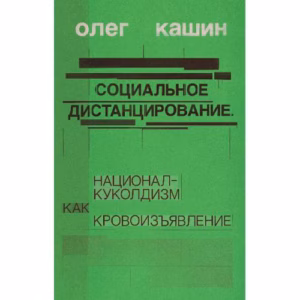 олег кашин
СОЦИАЛЬНОЕ
ДИСТАНЦИРОВАНИЕ.
НАЦИОНАЛ-
КУКОЛДИЗМ
КАК
КРОВОИЗЪЯВЛЕНИЕ